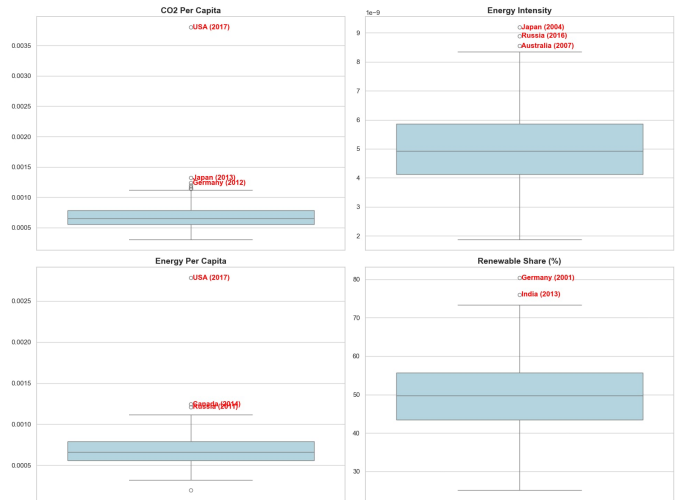 CO2 Per Capita
USA (2017)
0.0035
0.0030
0.0025
0.0020
0.0015
Japan (2013)
Germany (2012)
0.0010
0.0005
Energy Intensity
1e−9
Japan (2004)
9
Russia (2016)
Australia (2007)
8
7
6
5
4
3
2
Energy Per Capita
USA (2017)
0.0025
0.0020
0.0015
Canada (2014)
Russia (2011)
0.0010
0.0005
Renewable Share (%)
Germany (2001)
80
India (2013)
70
60
50
40
30